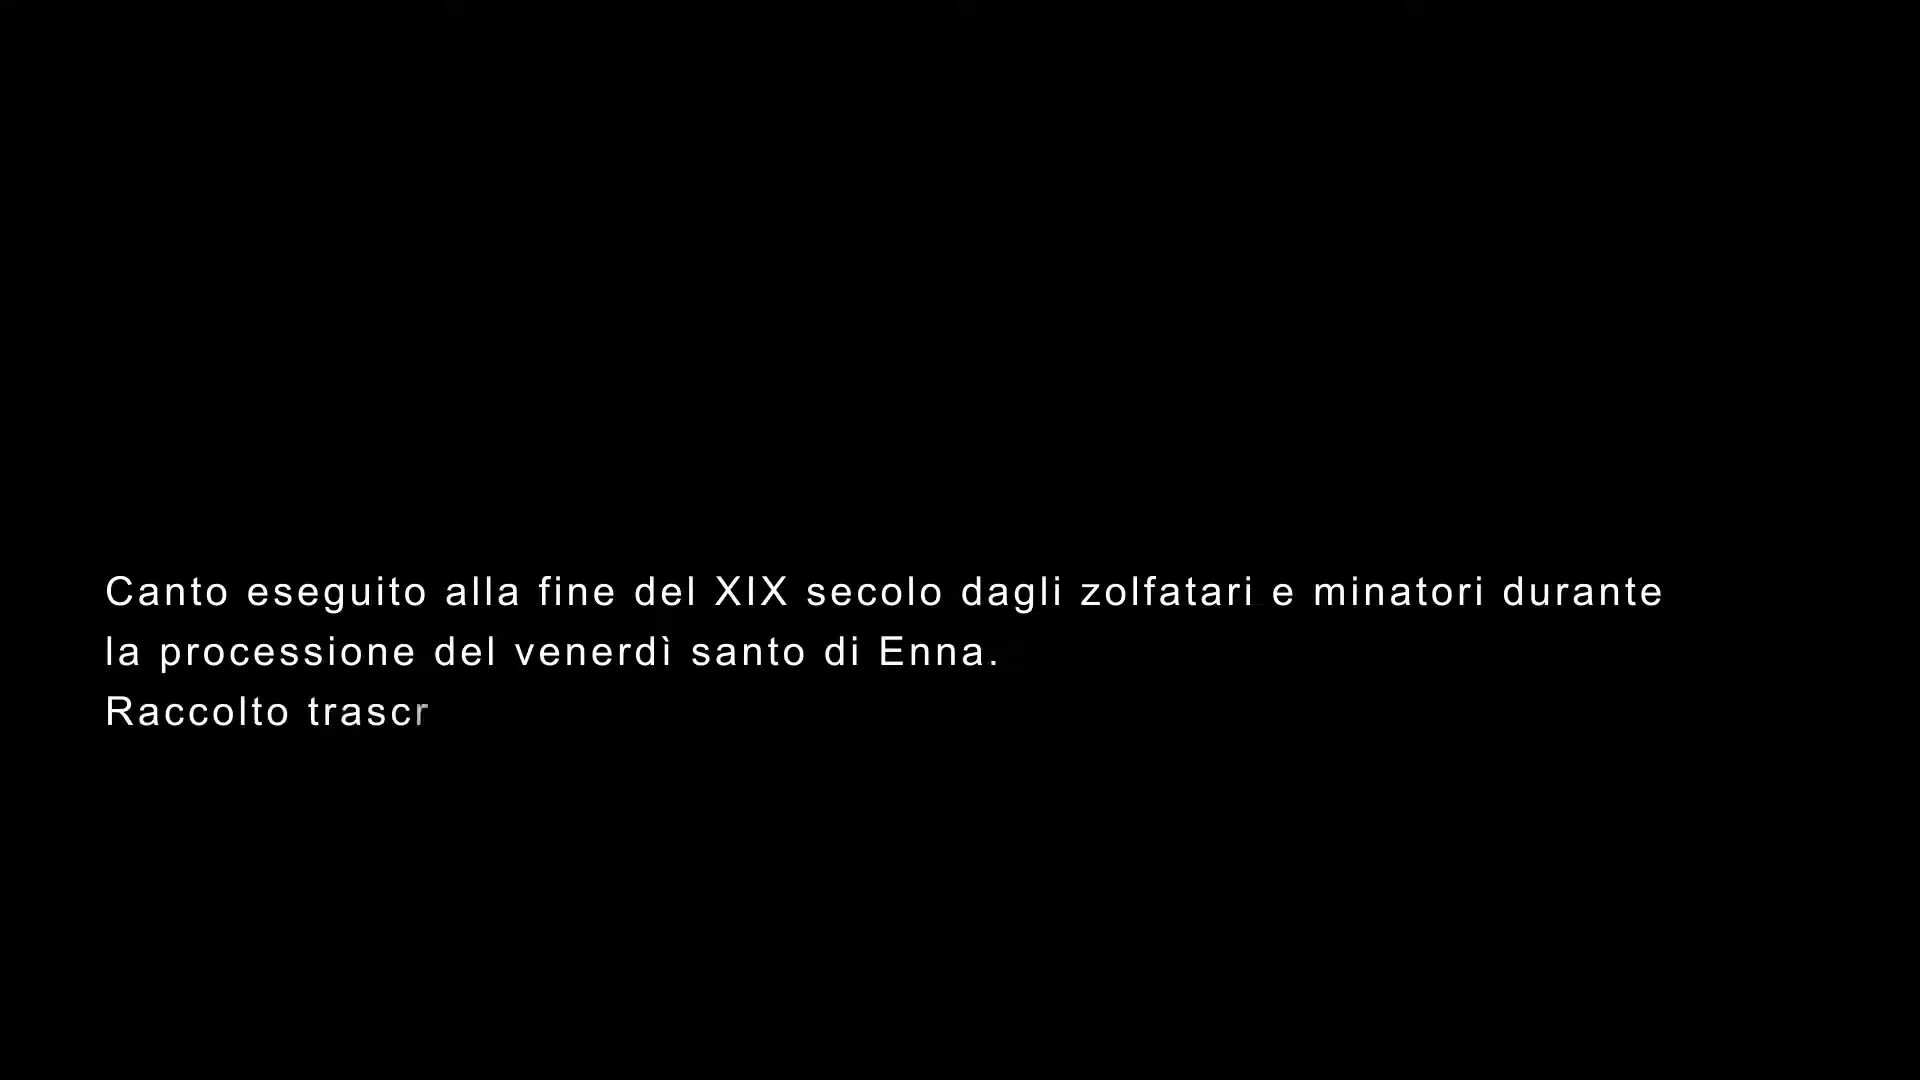 Canto eseguito alla fine del XIX secolo dagli zolfatari e minatori durante
la processione del venerdì santo di Enna.
Raccolto trascr